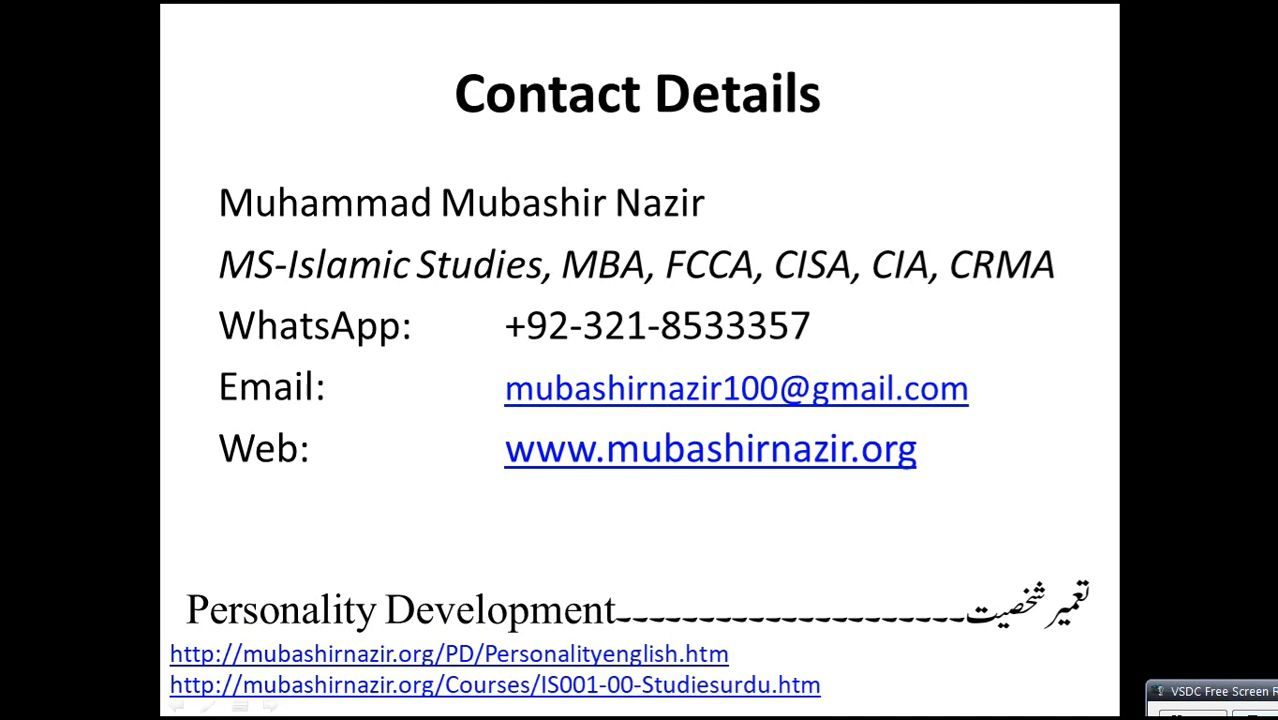 Contact Details
Muhammad Mubashir Nazir
MS-Islamic Studies, MBA, FCCA, CISA, CIA, CRMA
WhatsApp: +92-321-8533357
Email: mubashirnazir100@gmail.com
Web: www.mubashirnazir.org
Personality Development---------------------تعمیر شخصیت
http://mubashirnazir.org/PD/Personalityenglish.htm
http://mubashirnazir.org/Courses/IS001-00-Studiesurdu.htm
VSDC Free Screen R